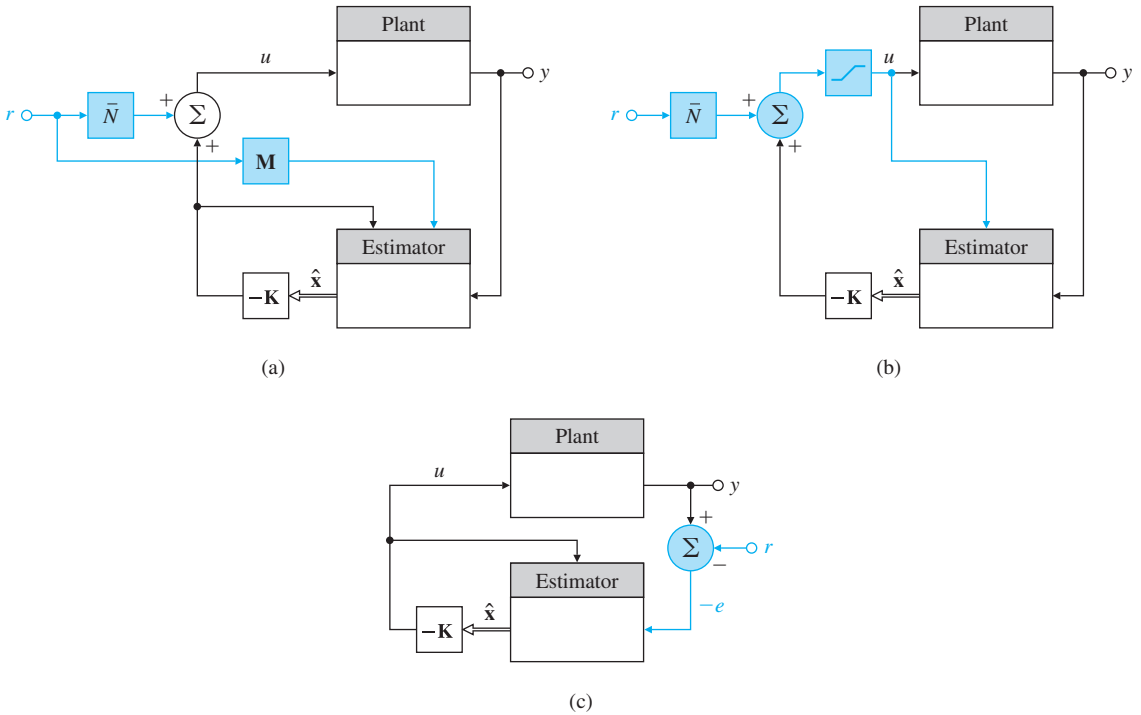 Plant
u
y
r
N̄
+
Σ
+
M
Estimator
x̂
−K
(a)
Plant
u
y
r
N̄
+
Σ
+
Estimator
x̂
−K
(b)
Plant
u
y
+
Σ
r
−
Estimator
−e
x̂
−K
(c)